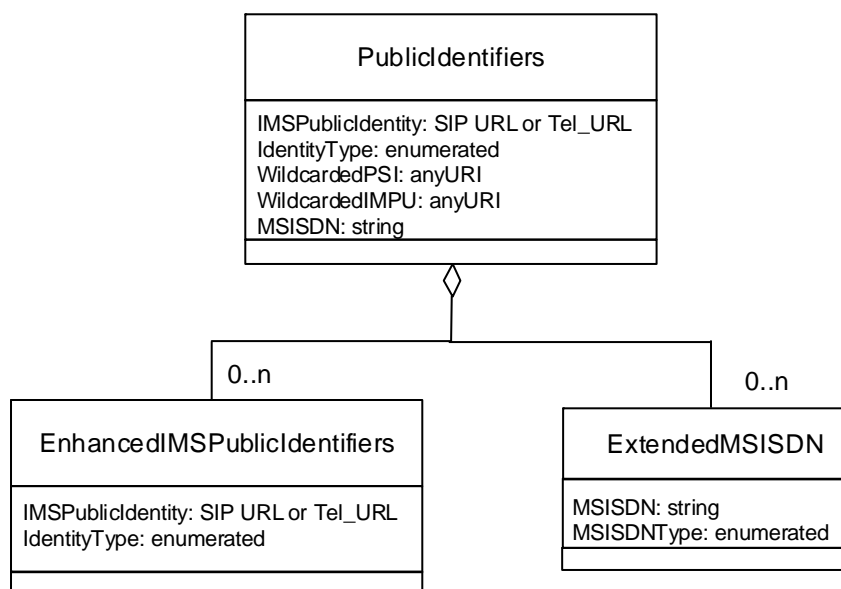 PublicIdentifiers
IMSPublicIdentity: SIP URL or Tel_URL
IdentityType: enumerated
WildcardedPSI: anyURI
WildcardedIMPU: anyURI
MSISDN: string
0..n
0..n
EnhancedIMSPublicIdentifiers
IMSPublicIdentity: SIP URL or Tel_URL
IdentityType: enumerated
ExtendedMSISDN
MSISDN: string
MSISDNType: enumerated